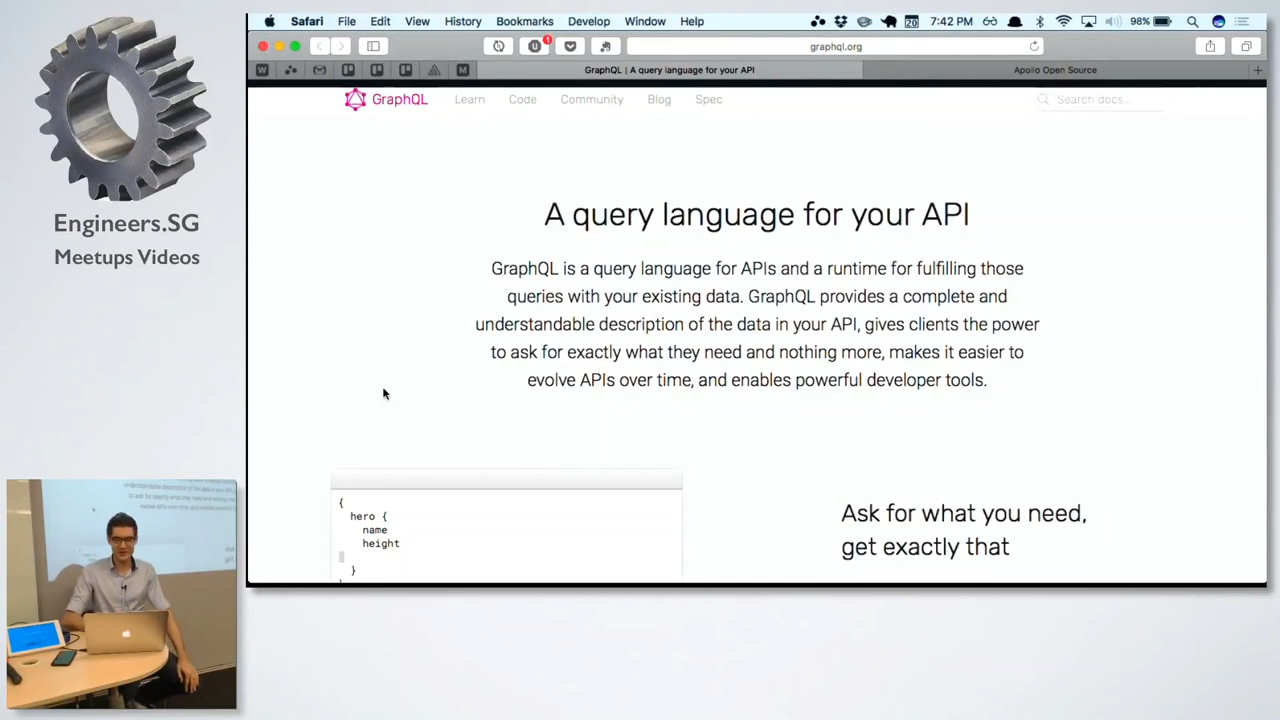 Engineers.SG
Meetups Videos
Safari File Edit View History Bookmarks Develop Window Help
20 7:42 PM 98%
1
graphql.org
W M GraphQL | A query language for your API Apollo Open Source +
GraphQL Learn Code Community Blog Spec Search docs...
A query language for your API
GraphQL is a query language for APIs and a runtime for fulfilling those
queries with your existing data. GraphQL provides a complete and
understandable description of the data in your API, gives clients the power
to ask for exactly what they need and nothing more, makes it easier to
evolve APIs over time, and enables powerful developer tools.
{
hero {
name
height
}
Ask for what you need,
get exactly that